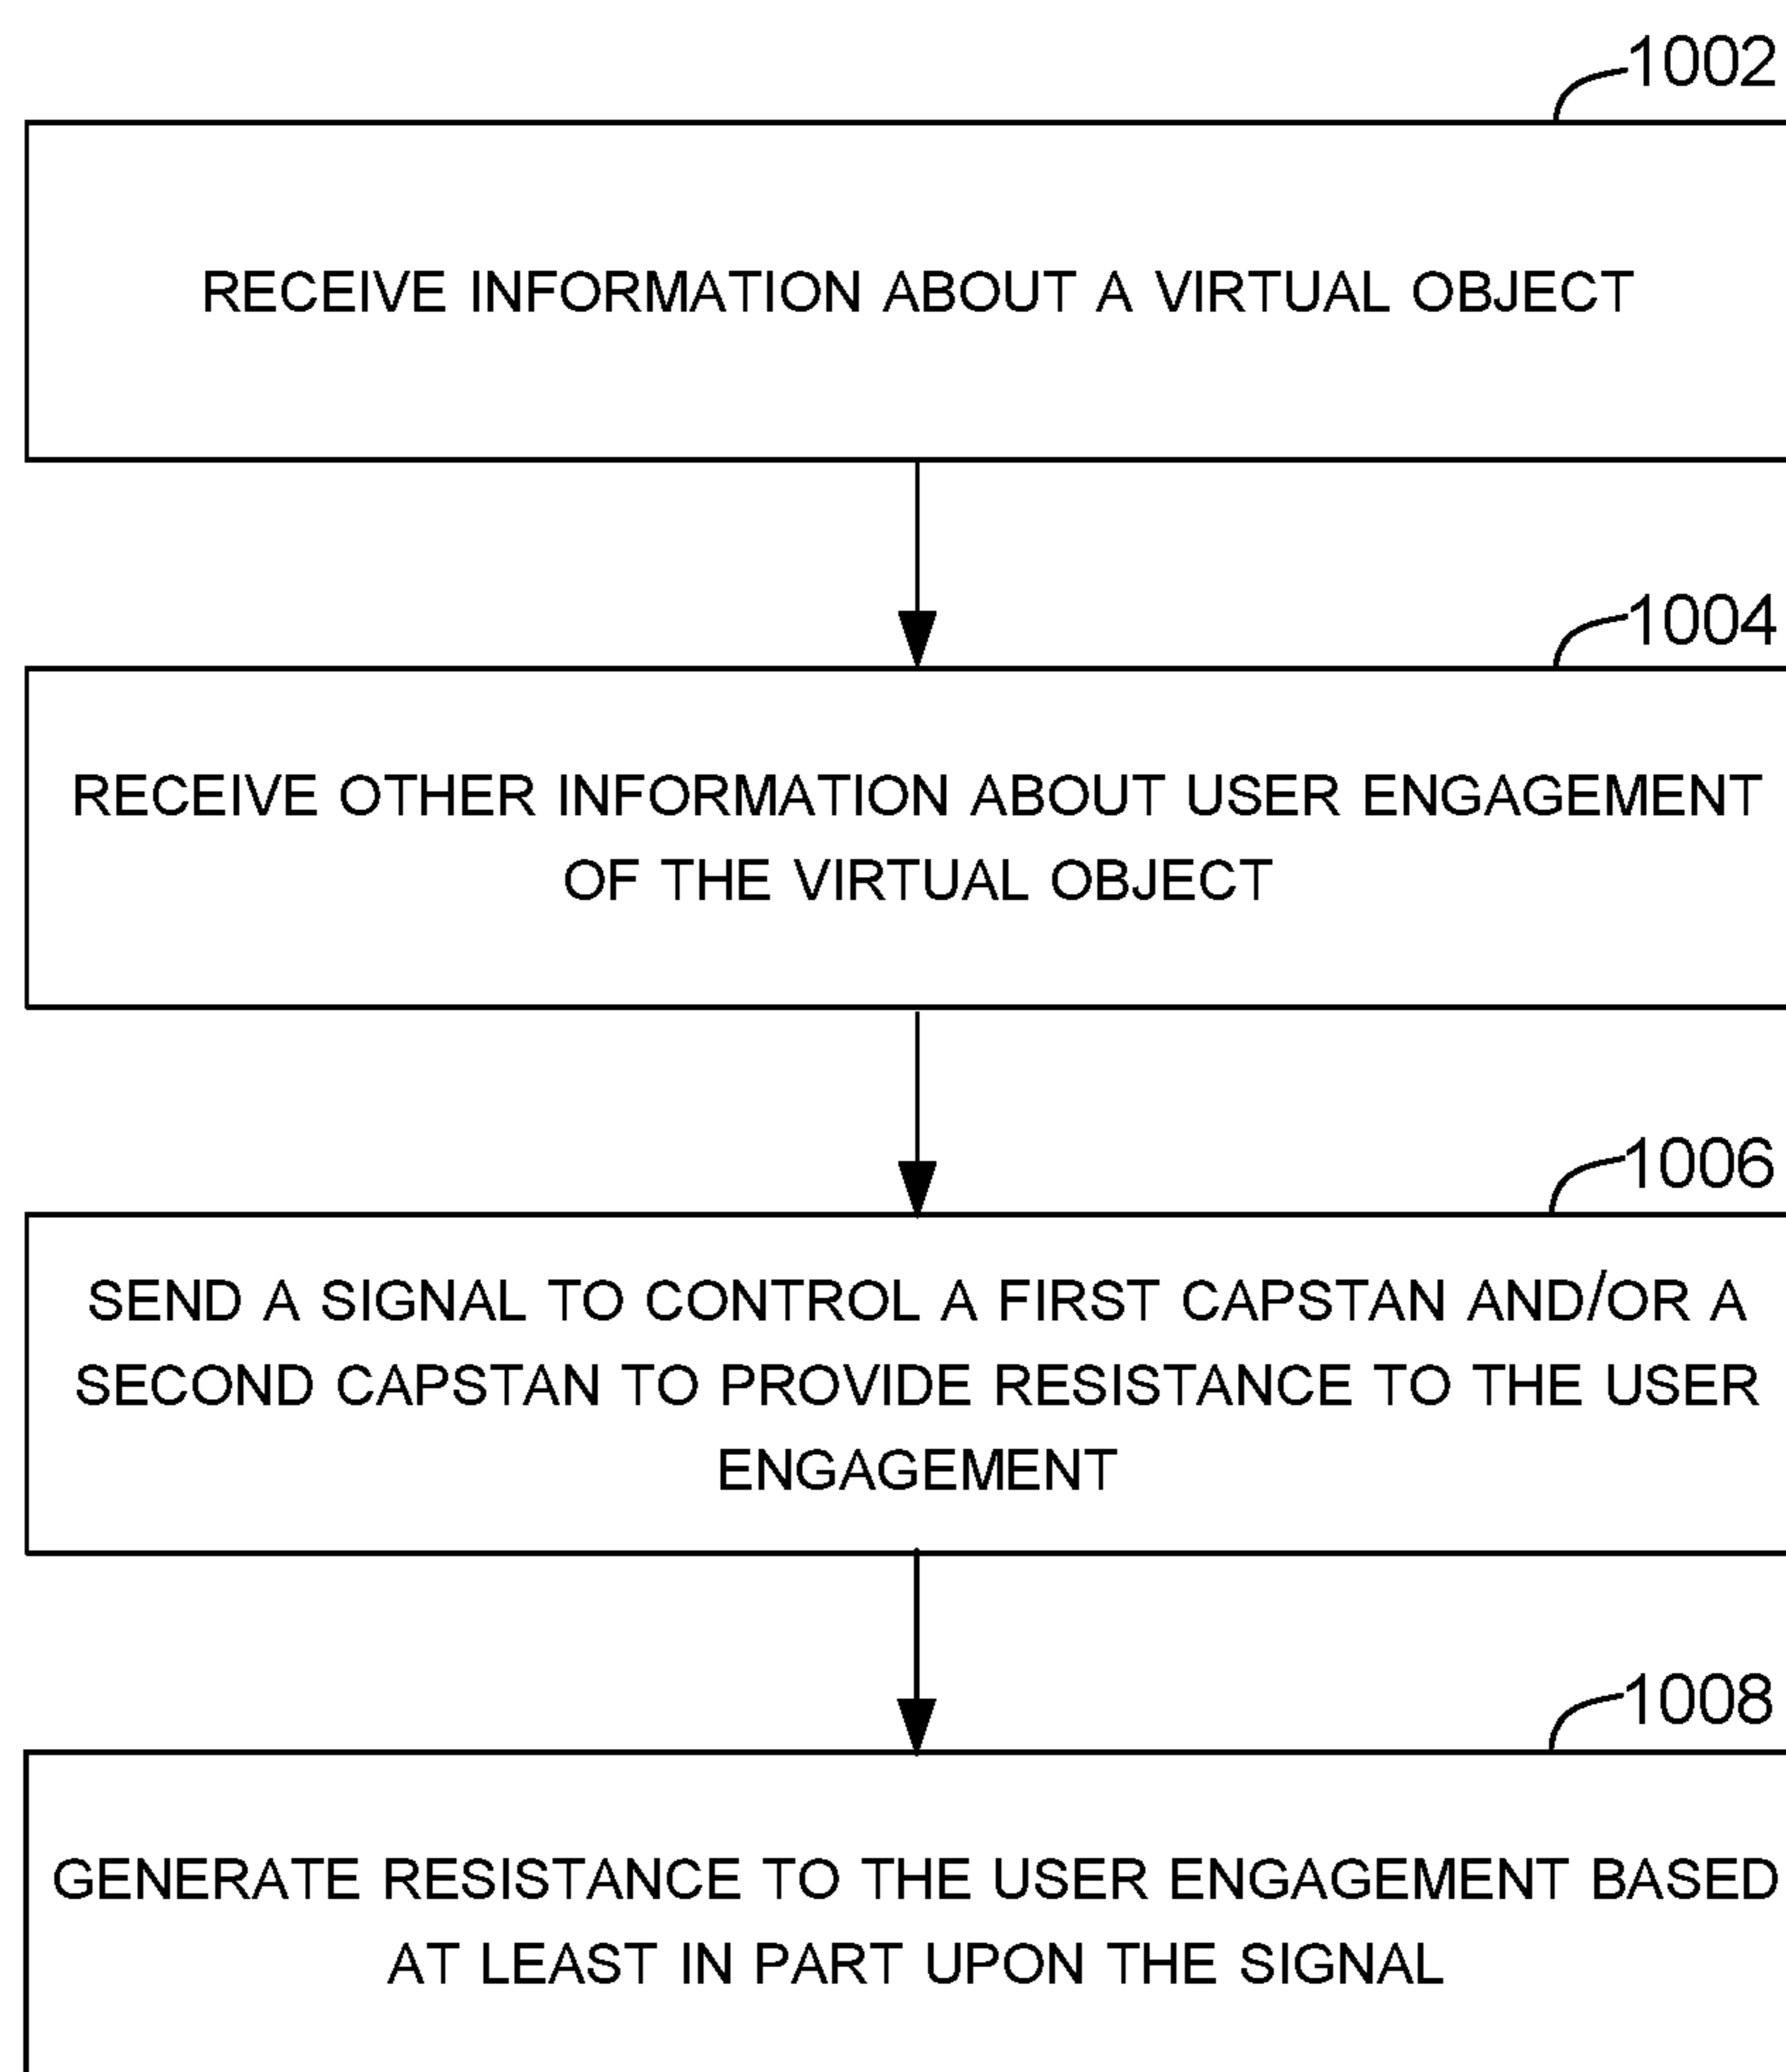 1002
RECEIVE INFORMATION ABOUT A VIRTUAL OBJECT
1004
RECEIVE OTHER INFORMATION ABOUT USER ENGAGEMENT
OF THE VIRTUAL OBJECT
1006
SEND A SIGNAL TO CONTROL A FIRST CAPSTAN AND/OR A
SECOND CAPSTAN TO PROVIDE RESISTANCE TO THE USER
ENGAGEMENT
1008
GENERATE RESISTANCE TO THE USER ENGAGEMENT BASED
AT LEAST IN PART UPON THE SIGNAL